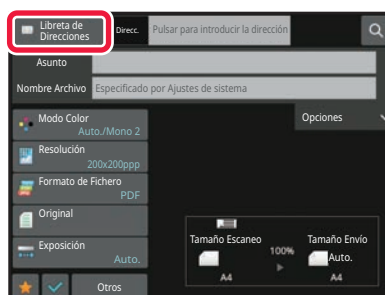 Libreta de
Direcciones
Direcc.
Pulsar para introducir la dirección
Asunto
Nombre Archivo
Especificado por Ajustes de sistema
Modo Color
Auto./Mono 2
Opciones
Resolución
200x200ppp
Formato de Fichero
PDF
Original
Exposición
Auto.
Tamaño Escaneo
100%
Tamaño Envío
Auto.
A4
A4
Otros